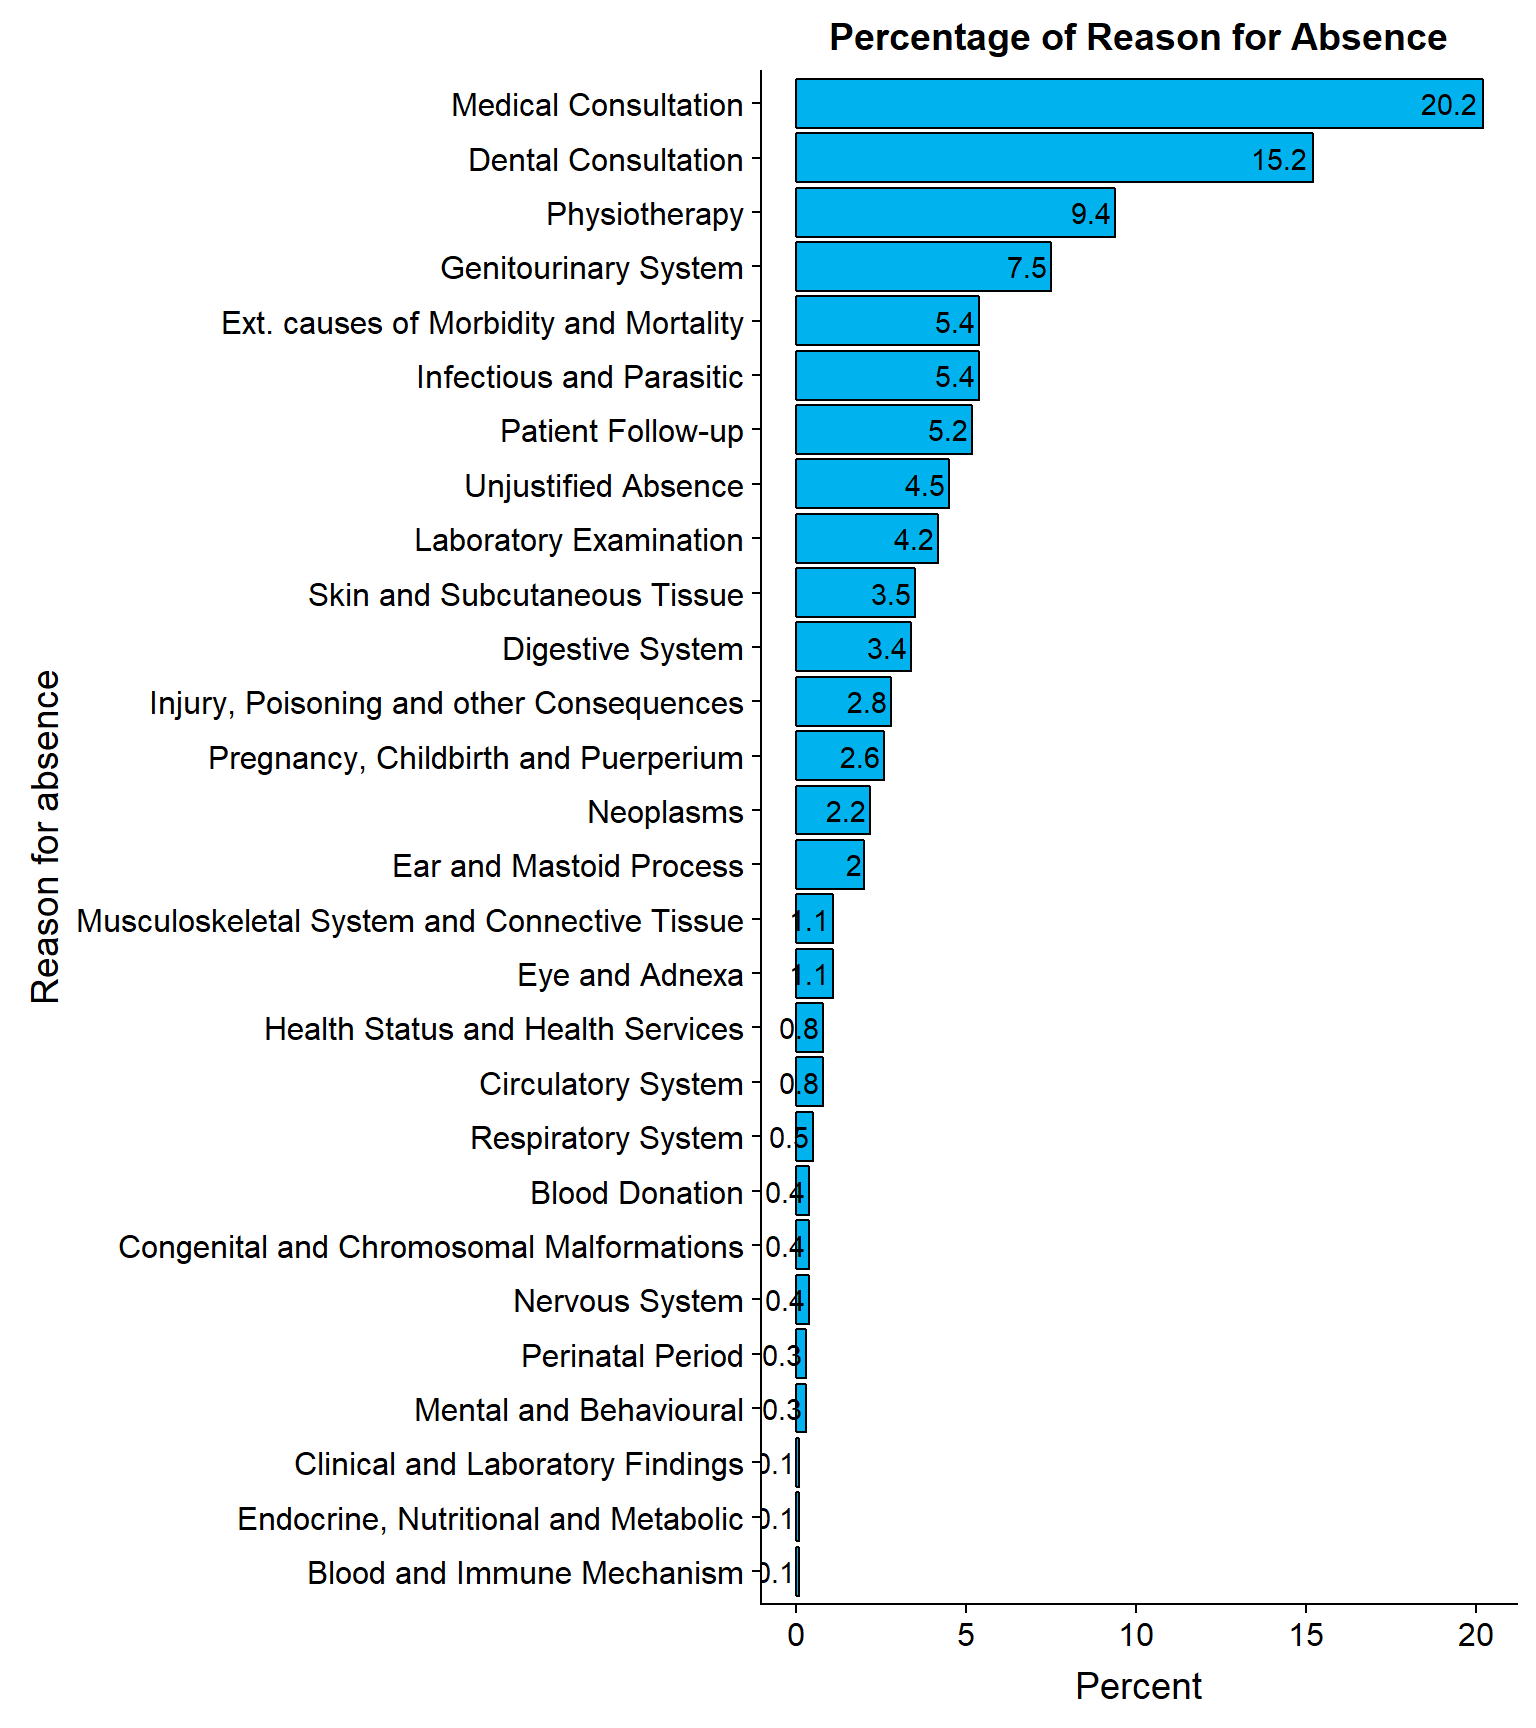 Percentage of Reason for Absence
Medical Consultation 20.2
Dental Consultation 15.2
Physiotherapy 9.4
Genitourinary System 7.5
Ext. causes of Morbidity and Mortality 5.4
Infectious and Parasitic 5.4
Patient Follow-up 5.2
Unjustified Absence 4.5
Laboratory Examination 4.2
Skin and Subcutaneous Tissue 3.5
Digestive System 3.4
Injury, Poisoning and other Consequences 2.8
Pregnancy, Childbirth and Puerperium 2.6
Neoplasms 2.2
Ear and Mastoid Process 2
Musculoskeletal System and Connective Tissue 1.1
Eye and Adnexa 1.1
Health Status and Health Services 0.8
Circulatory System 0.8
Respiratory System 0.5
Blood Donation 0.4
Congenital and Chromosomal Malformations 0.4
Nervous System 0.4
Perinatal Period 0.3
Mental and Behavioural 0.3
Clinical and Laboratory Findings 0.1
Endocrine, Nutritional and Metabolic 0.1
Blood and Immune Mechanism 0.1
Reason for absence
0 5 10 15 20
Percent